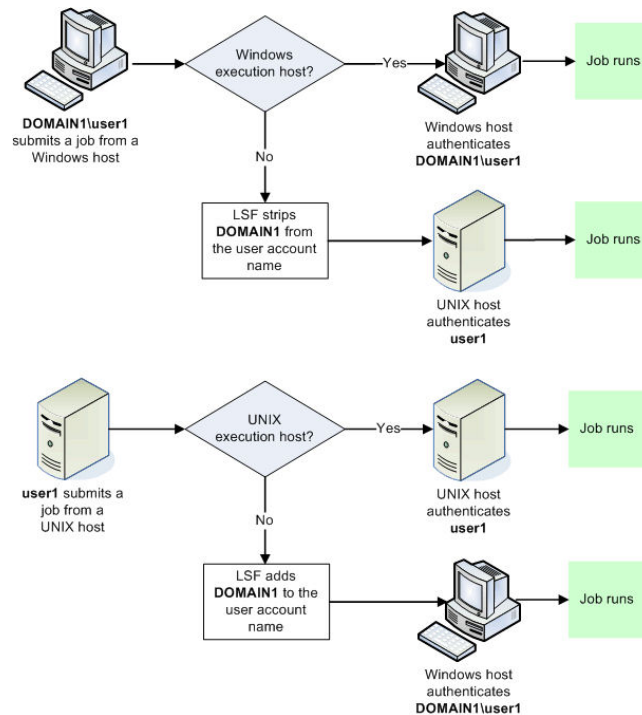 Windows
execution host?
Yes
Job runs
DOMAIN1\user1
submits a job from a
Windows host
Windows host
authenticates
DOMAIN1\user1
No
LSF strips
DOMAIN1 from
the user account
name
Job runs
UNIX host
authenticates
user1
UNIX
execution host?
Yes
Job runs
user1 submits a
job from a
UNIX host
UNIX host
authenticates
user1
No
LSF adds
DOMAIN1 to the
user account
name
Job runs
Windows host
authenticates
DOMAIN1\user1